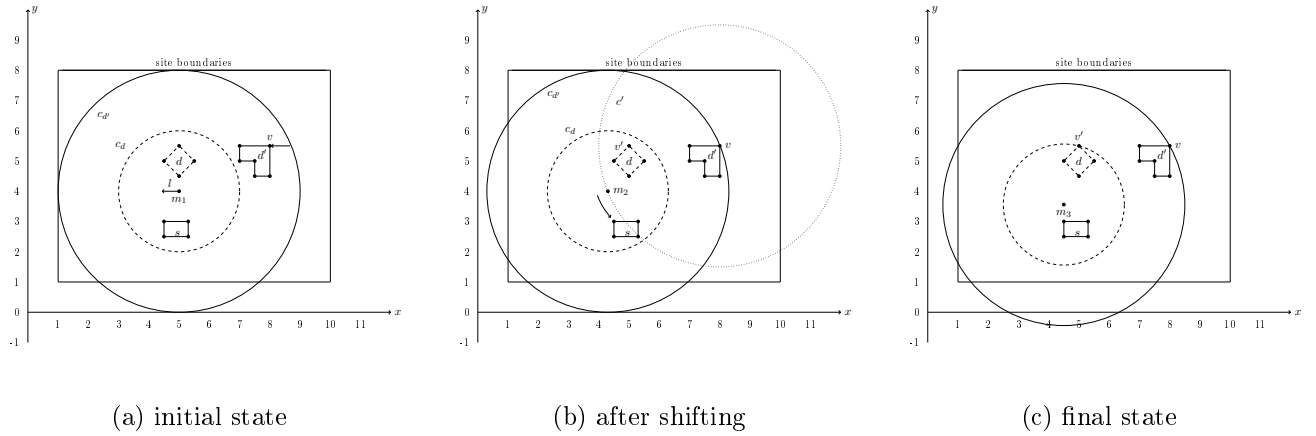 y
9
8
7
6
5
4
3
2
1
0
-1
1 2 3 4 5 6 7 8 9 10 11
x
site boundaries
c_{d'}
c_d
v
d
d'
l
m_1
s
(a) initial state
y
9
8
7
6
5
4
3
2
1
0
-1
1 2 3 4 5 6 7 8 9 10 11
x
site boundaries
c_{d'}
c'
c_d
v'
v
d
d'
m_2
s
(b) after shifting
y
9
8
7
6
5
4
3
2
1
0
-1
1 2 3 4 5 6 7 8 9 10 11
x
site boundaries
v'
v
d
d'
m_3
s
(c) final state